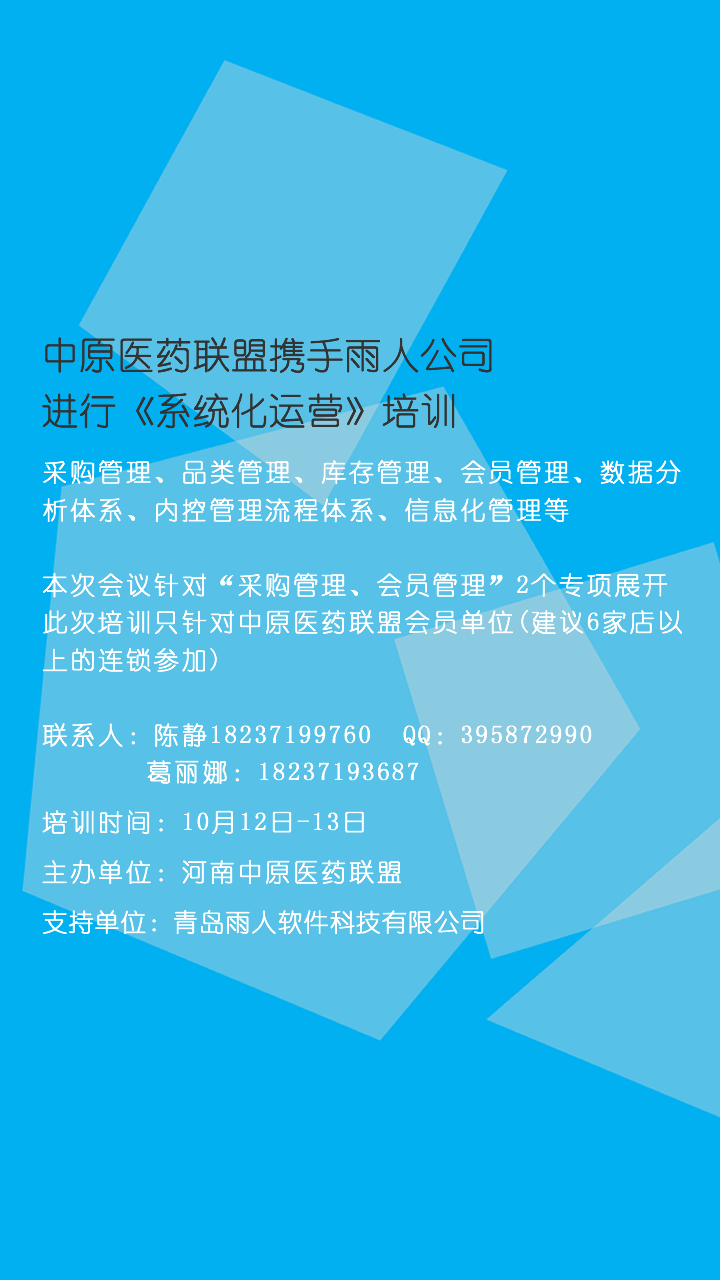 中原医药联盟携手雨人公司
进行《系统化运营》培训
采购管理、品类管理、库存管理、会员管理、数据分
析体系、内控管理流程体系、信息化管理等
本次会议针对“采购管理、会员管理”2个专项展开
此次培训只针对中原医药联盟会员单位(建议6家店以
上的连锁参加)
联系人：陈静18237199760 QQ：395872990
葛丽娜：18237193687
培训时间：10月12日-13日
主办单位：河南中原医药联盟
支持单位：青岛雨人软件科技有限公司